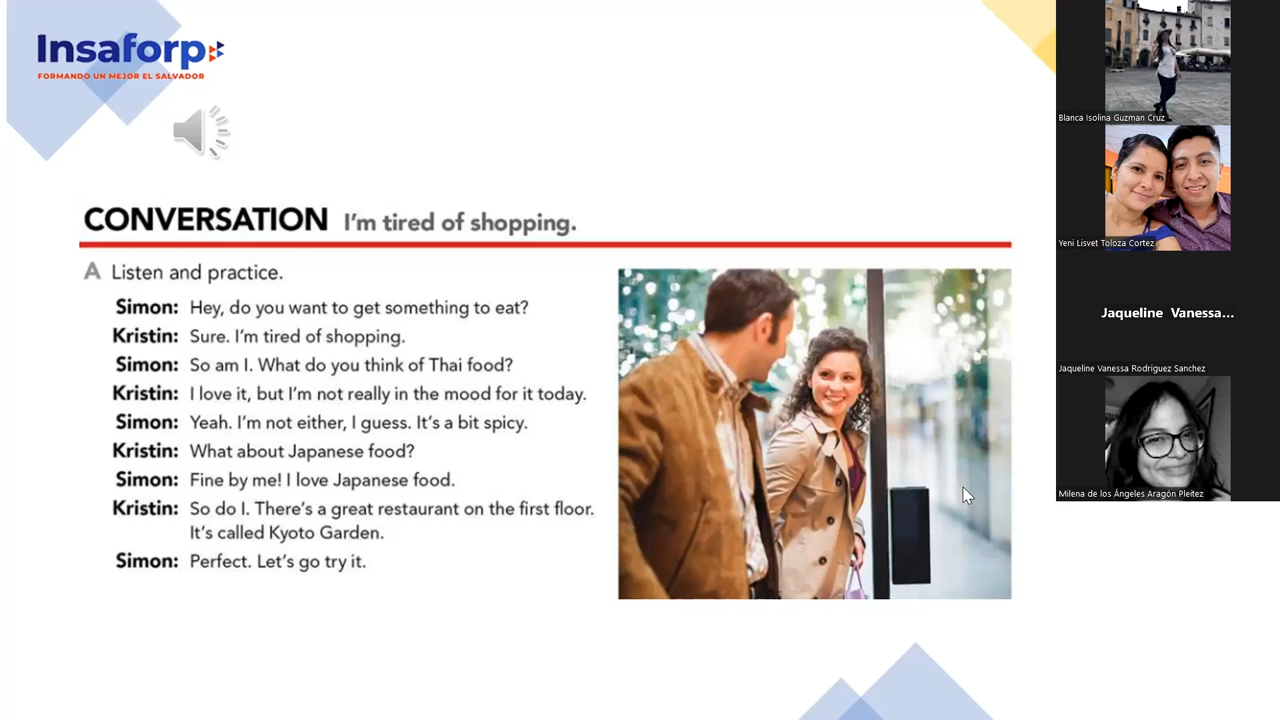 Insaforp
FORMANDO UN MEJOR EL SALVADOR
CONVERSATION I'm tired of shopping.
A Listen and practice.
Simon: Hey, do you want to get something to eat?
Kristin: Sure. I'm tired of shopping.
Simon: So am I. What do you think of Thai food?
Kristin: I love it, but I'm not really in the mood for it today.
Simon: Yeah. I'm not either, I guess. It's a bit spicy.
Kristin: What about Japanese food?
Simon: Fine by me! I love Japanese food.
Kristin: So do I. There's a great restaurant on the first floor.
It's called Kyoto Garden.
Simon: Perfect. Let's go try it.
Blanca Isolina Guzman Cruz
Yeni Lisvet Toloza Cortez
Jaqueline Vanessa...
Jaqueline Vanessa Rodriguez Sanchez
Milena de los Ángeles Aragón Pleitez